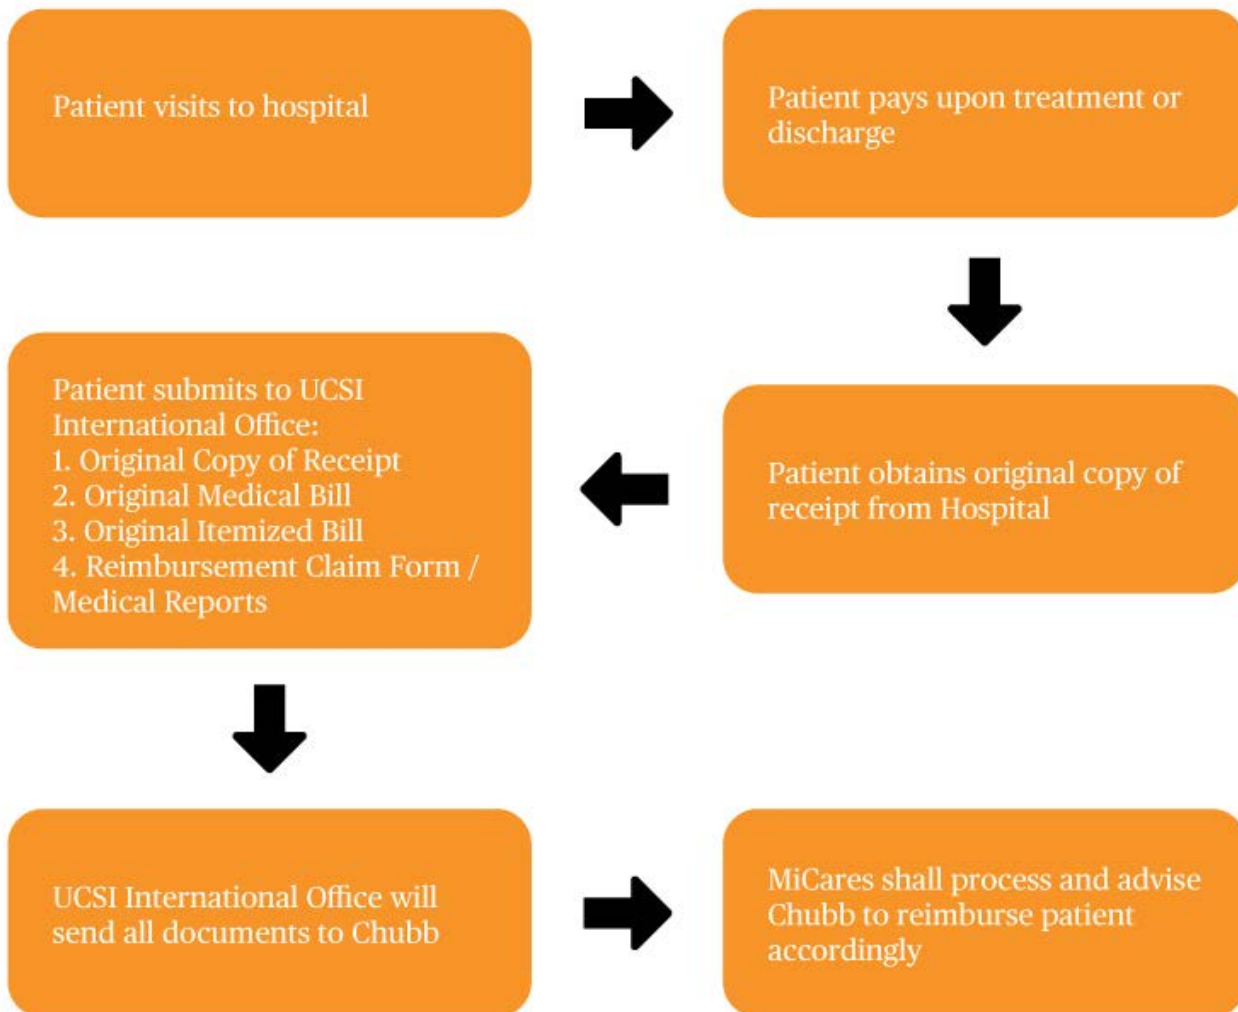 Patient visits to hospital
Patient pays upon treatment or
discharge
Patient obtains original copy of
receipt from Hospital
Patient submits to UCSI
International Office:
1. Original Copy of Receipt
2. Original Medical Bill
3. Original Itemized Bill
4. Reimbursement Claim Form /
Medical Reports
UCSI International Office will
send all documents to Chubb
MiCares shall process and advise
Chubb to reimburse patient
accordingly